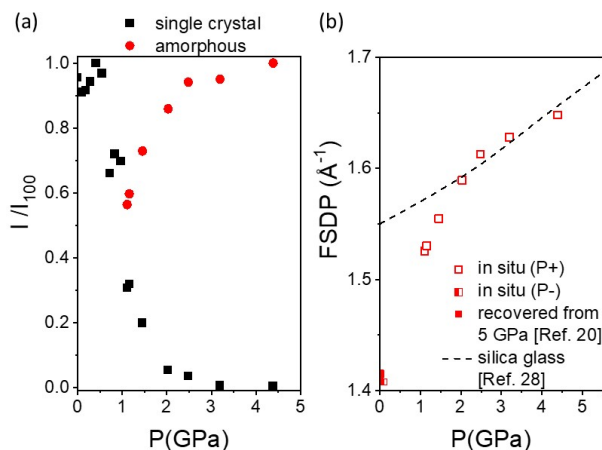 (a)
single crystal
amorphous
I/I100
1.0
0.8
0.6
0.4
0.2
0.0
0
1
2
3
4
5
P(GPa)
(b)
FSDP (Å-1)
1.7
1.6
1.5
1.4
in situ (P+)
in situ (P-)
recovered from
5 GPa [Ref. 20]
silica glass
[Ref. 28]
0
1
2
3
4
5
P(GPa)